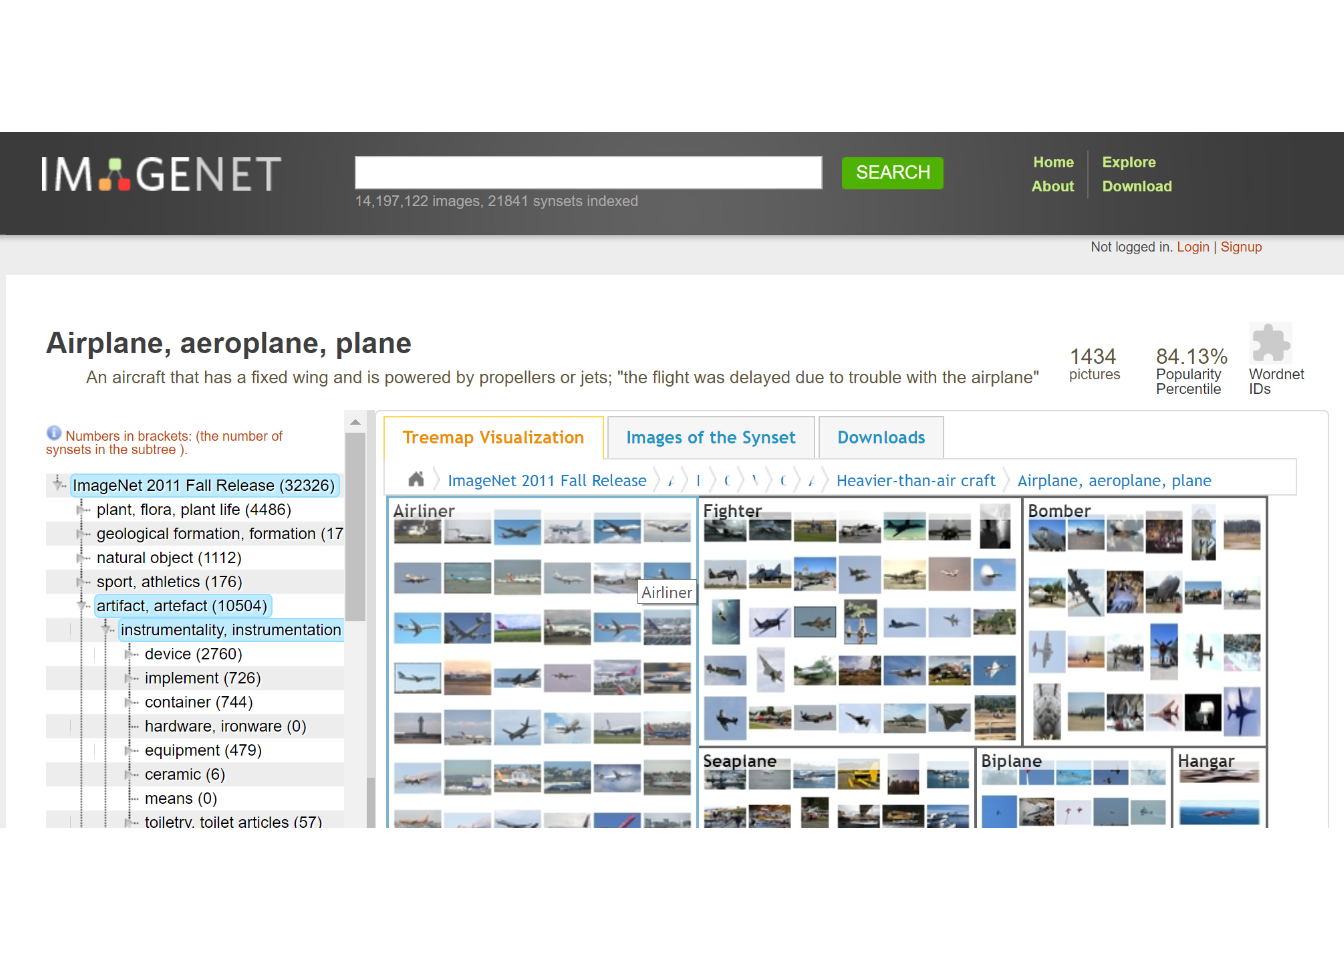 IMAGENET
SEARCH
14,197,122 images, 21841 synsets indexed
Home
Explore
About
Download
Not logged in. Login | Signup
Airplane, aeroplane, plane
An aircraft that has a fixed wing and is powered by propellers or jets; "the flight was delayed due to trouble with the airplane"
1434
pictures
84.13%
Popularity
Percentile
Wordnet
IDs
Numbers in brackets: (the number of
synsets in the subtree ).
ImageNet 2011 Fall Release (32326)
plant, flora, plant life (4486)
geological formation, formation (17
natural object (1112)
sport, athletics (176)
artifact, artefact (10504)
instrumentality, instrumentation
device (2760)
implement (726)
container (744)
hardware, ironware (0)
equipment (479)
ceramic (6)
means (0)
toiletry, toilet articles (57)
Treemap Visualization
Images of the Synset
Downloads
ImageNet 2011 Fall Release
Heavier-than-air craft
Airplane, aeroplane, plane
Airliner
Fighter
Bomber
Airliner
Seaplane
Biplane
Hangar